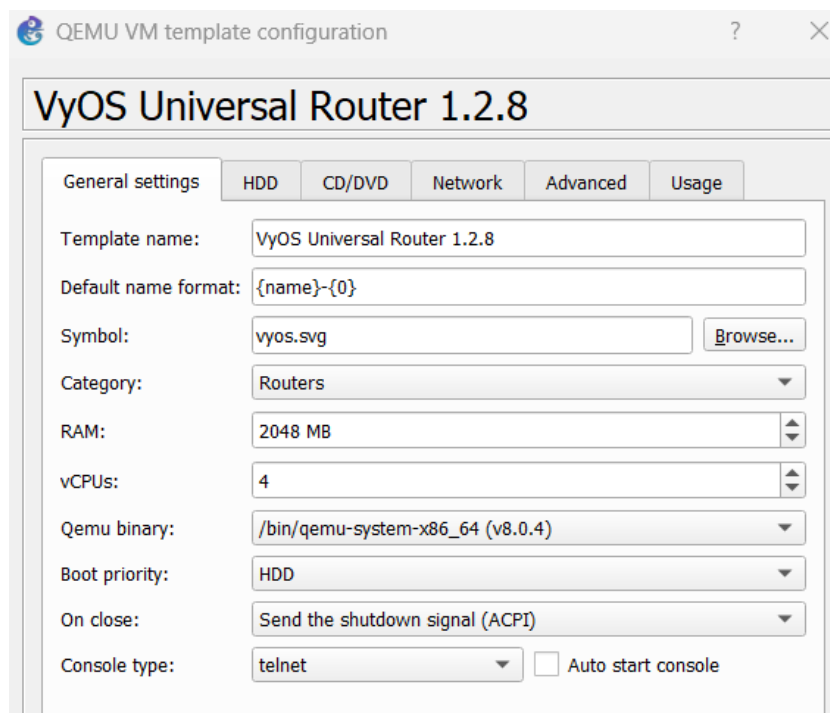 QEMU VM template configuration ?
VyOS Universal Router 1.2.8
General settings HDD CD/DVD Network Advanced Usage
Template name: VyOS Universal Router 1.2.8
Default name format: {name}-{0}
Symbol: vyos.svg Browse...
Category: Routers
RAM: 2048 MB
vCPUs: 4
Qemu binary: /bin/qemu-system-x86_64 (v8.0.4)
Boot priority: HDD
On close: Send the shutdown signal (ACPI)
Console type: telnet Auto start console